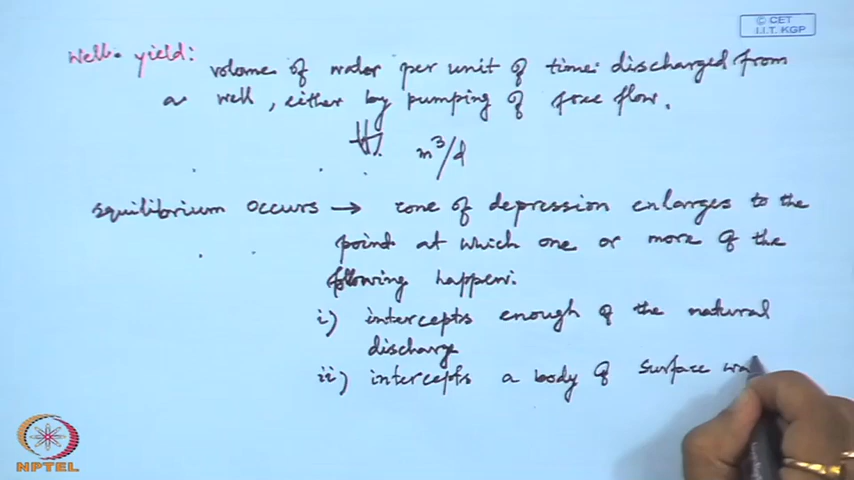 © CET
I.I.T. KGP
Well yield:
volume of water per unit of time discharged from
a well, either by pumping of free flow.
m³/d
equilibrium occurs → cone of depression enlarges to the
point at which one or more of the
following happen:
i) intercepts enough of the natural
discharge
ii) intercepts a body of surface wa
NPTEL